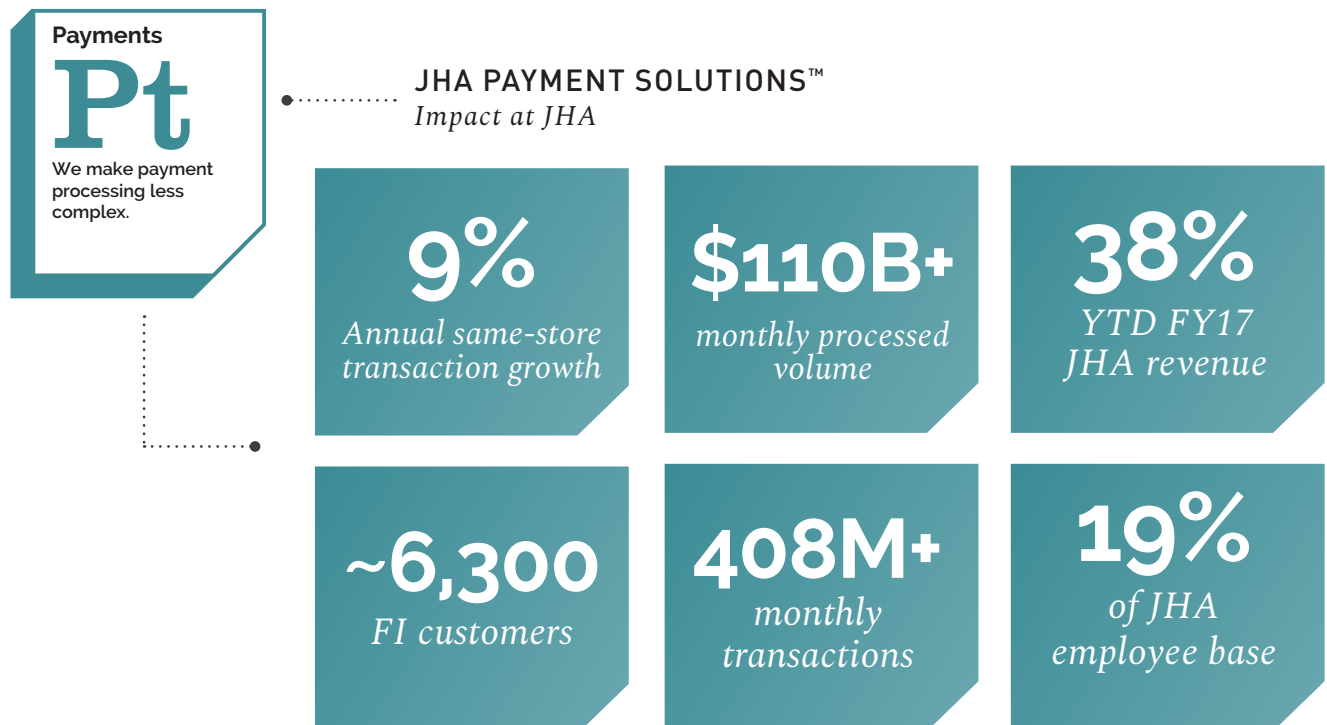 Payments
Pt
We make payment
processing less
complex.
JHA PAYMENT SOLUTIONS™
Impact at JHA
9%
Annual same-store
transaction growth
$110B+
monthly processed
volume
38%
YTD FY17
JHA revenue
~6,300
FI customers
408M+
monthly
transactions
19%
of JHA
employee base